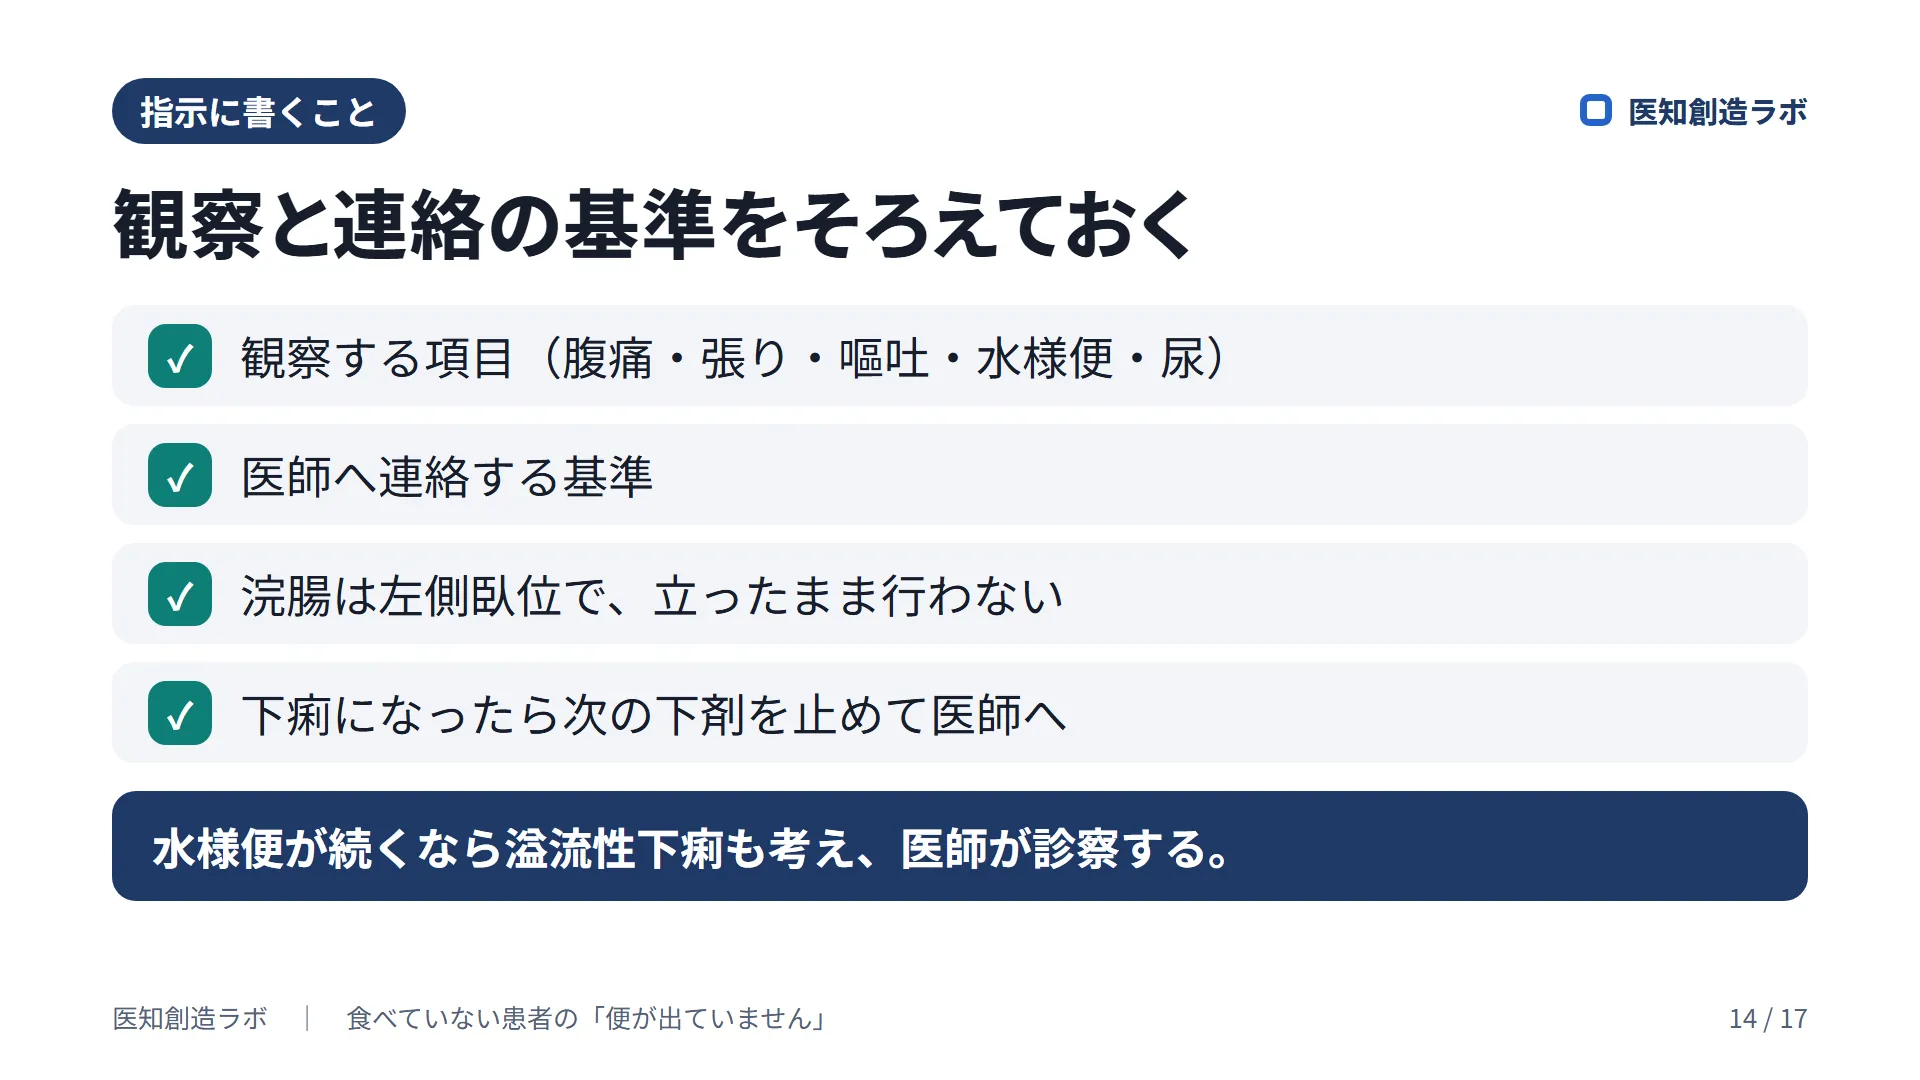 指示に書くこと
医知創造ラボ
観察と連絡の基準をそろえておく
観察する項目（腹痛・張り・嘔吐・水様便・尿）
医師へ連絡する基準
浣腸は左側臥位で、立ったまま行わない
下痢になったら次の下剤を止めて医師へ
水様便が続くなら溢流性下痢も考え、医師が診察する。
医知創造ラボ ｜ 食べていない患者の「便が出ていません」
14 / 17